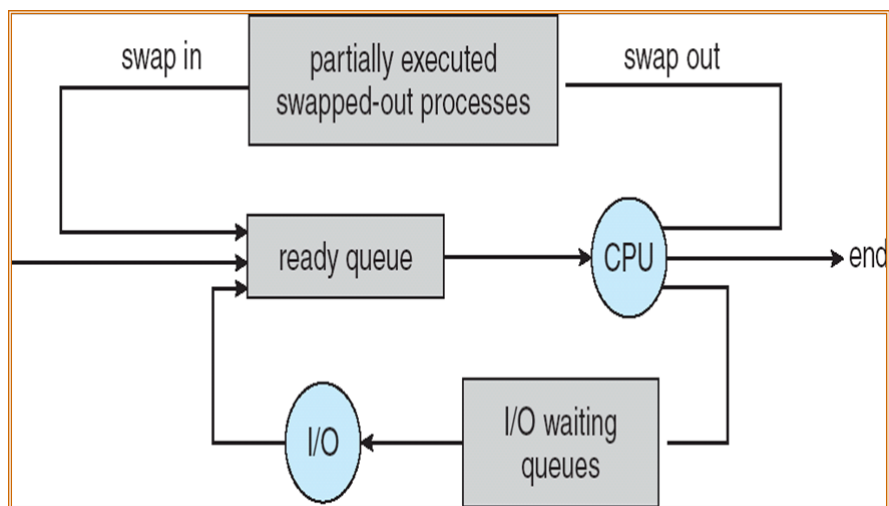 swap in
partially executed
swapped-out processes
swap out
ready queue
CPU
end
I/O
I/O waiting
queues